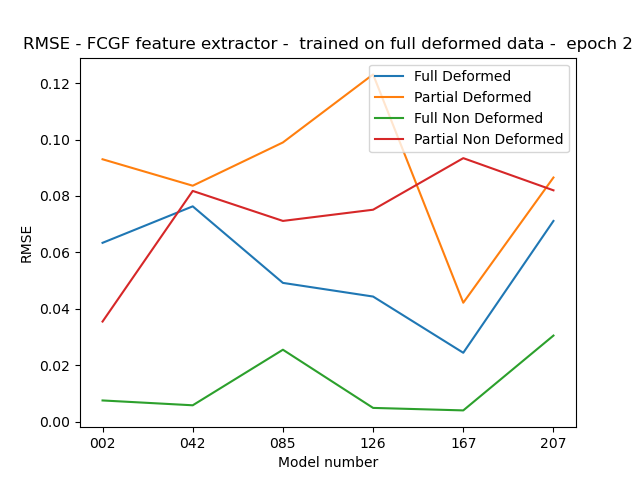 RMSE - FCGF feature extractor -  trained on full deformed data -  epoch 2
Full Deformed
Partial Deformed
Full Non Deformed
Partial Non Deformed
0.12
0.10
0.08
0.06
0.04
0.02
0.00
RMSE
002 042 085 126 167 207
Model number